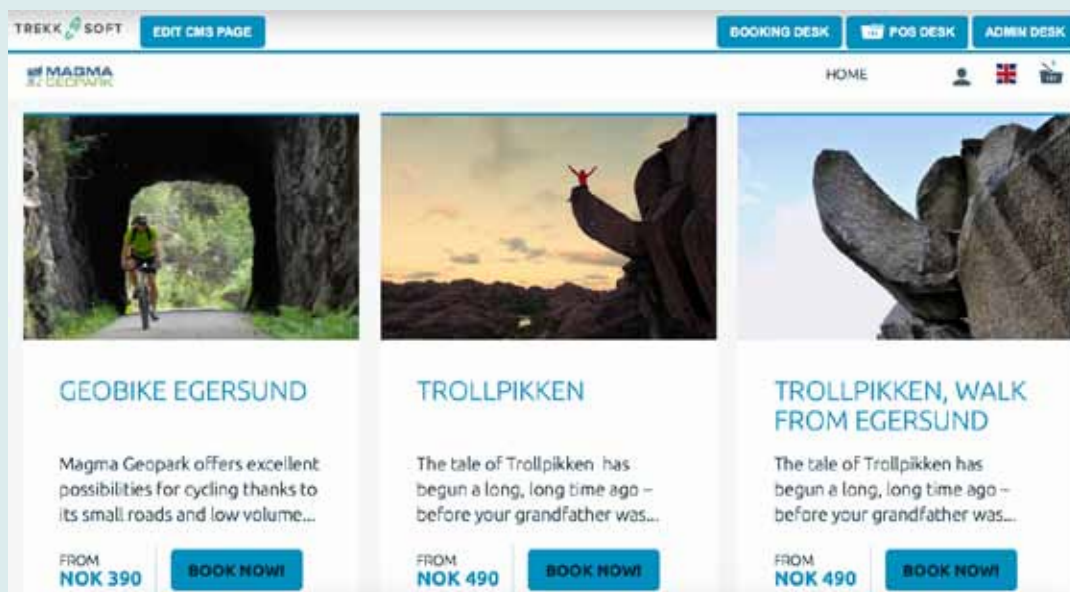 TREKK SOFT
EDIT CMS PAGE
BOOKING DESK
POS DESK
ADMIN DESK
MAGMA
GEOPARK
HOME
GEOBIKE EGERSUND
Magma Geopark offers excellent
possibilities for cycling thanks to
its small roads and low volume...
FROM
NOK 390
BOOK NOW!
TROLLPIKKEN
The tale of Trollpikken has
begun a long, long time ago –
before your grandfather was...
FROM
NOK 490
BOOK NOW!
TROLLPIKKEN, WALK
FROM EGERSUND
The tale of Trollpikken has
begun a long, long time ago –
before your grandfather was...
FROM
NOK 490
BOOK NOW!